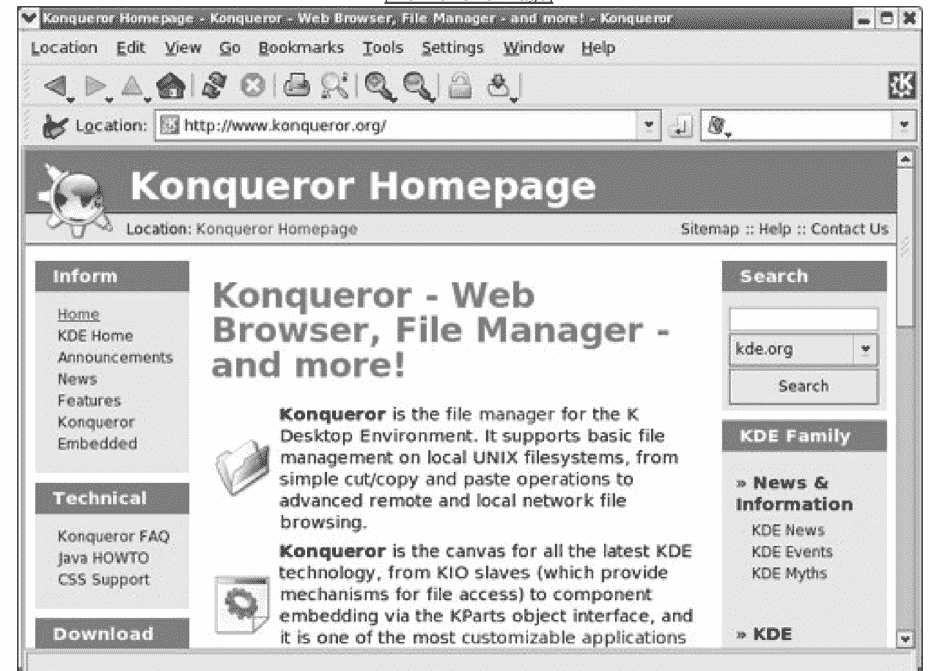 Konqueror Homepage - Konqueror - Web Browser, File Manager - and more! - Konqueror
Location Edit View Go Bookmarks Tools Settings Window Help
Location: http://www.konqueror.org/
Konqueror Homepage
Location: Konqueror Homepage
Sitemap :: Help :: Contact Us
Inform
Home
KDE Home
Announcements
News
Features
Konqueror
Embedded
Technical
Konqueror FAQ
Java HOWTO
CSS Support
Download
Konqueror - Web
Browser, File Manager -
and more!
Konqueror is the file manager for the K
Desktop Environment. It supports basic file
management on local UNIX filesystems, from
simple cut/copy and paste operations to
advanced remote and local network file
browsing.
Konqueror is the canvas for all the latest KDE
technology, from KIO slaves (which provide
mechanisms for file access) to component
embedding via the KParts object interface, and
it is one of the most customizable applications
Search
kde.org
Search
KDE Family
» News &
Information
KDE News
KDE Events
KDE Myths
» KDE